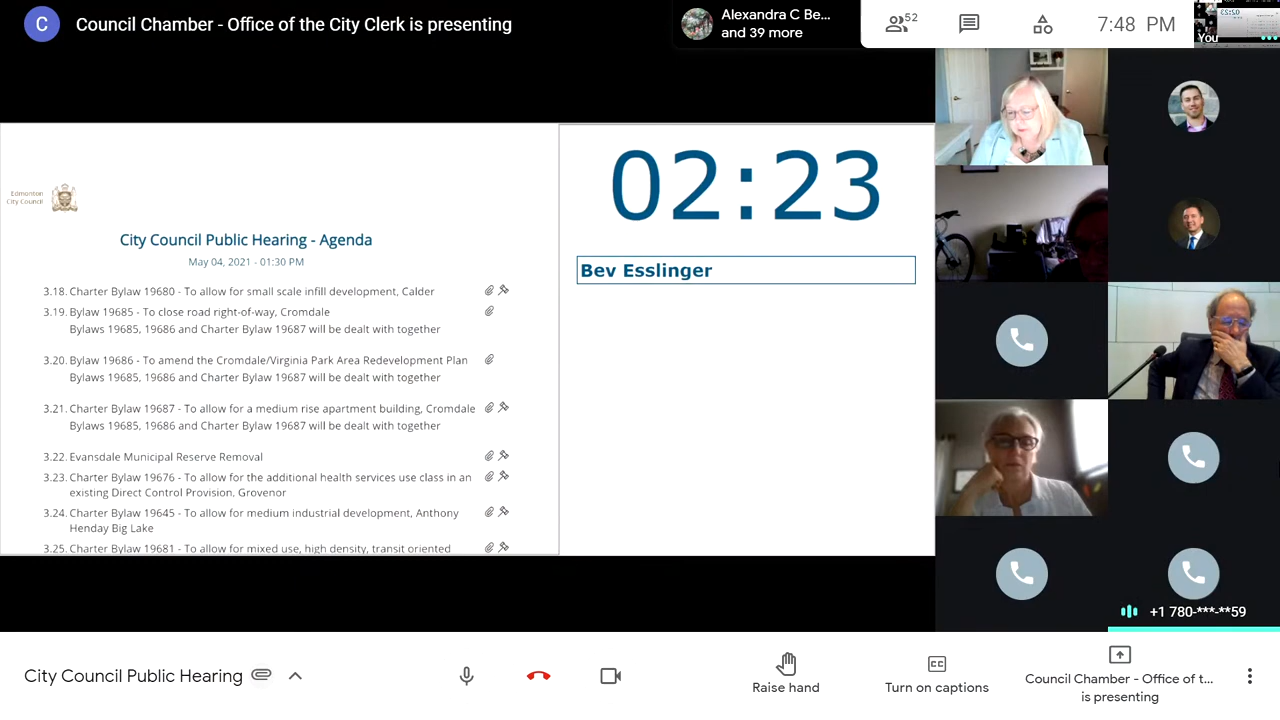 C
Council Chamber - Office of the City Clerk is presenting
Alexandra C Be...
and 39 more
52
7:48 PM
You
Edmonton
City Council
City Council Public Hearing - Agenda
May 04, 2021 - 01:30 PM
3.18. Charter Bylaw 19680 - To allow for small scale infill development, Calder
3.19. Bylaw 19685 - To close road right-of-way, Cromdale
Bylaws 19685, 19686 and Charter Bylaw 19687 will be dealt with together
3.20. Bylaw 19686 - To amend the Cromdale/Virginia Park Area Redevelopment Plan
Bylaws 19685, 19686 and Charter Bylaw 19687 will be dealt with together
3.21. Charter Bylaw 19687 - To allow for a medium rise apartment building, Cromdale
Bylaws 19685, 19686 and Charter Bylaw 19687 will be dealt with together
3.22. Evansdale Municipal Reserve Removal
3.23. Charter Bylaw 19676 - To allow for the additional health services use class in an
existing Direct Control Provision, Grovenor
3.24. Charter Bylaw 19645 - To allow for medium industrial development, Anthony
Henday Big Lake
3.25. Charter Bylaw 19681 - To allow for mixed use, high density, transit oriented
02:23
Bev Esslinger
+1 780-***-**59
City Council Public Hearing
Raise hand
Turn on captions
Council Chamber - Office of t...
is presenting